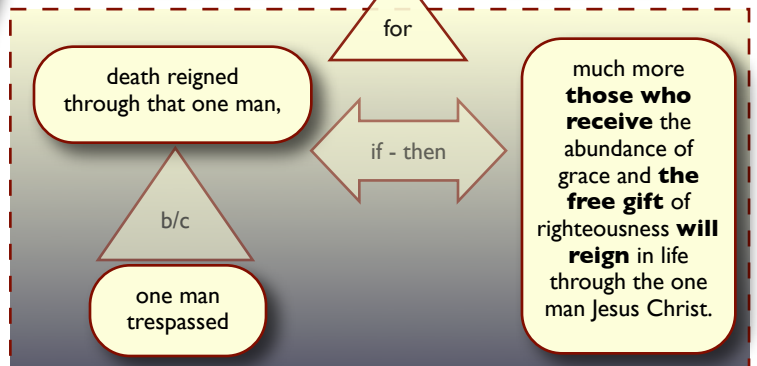 for
death reigned
through that one man,
if - then
b/c
one man
trespassed
much more
those who
receive the
abundance of
grace and the
free gift of
righteousness will
reign in life
through the one
man Jesus Christ.